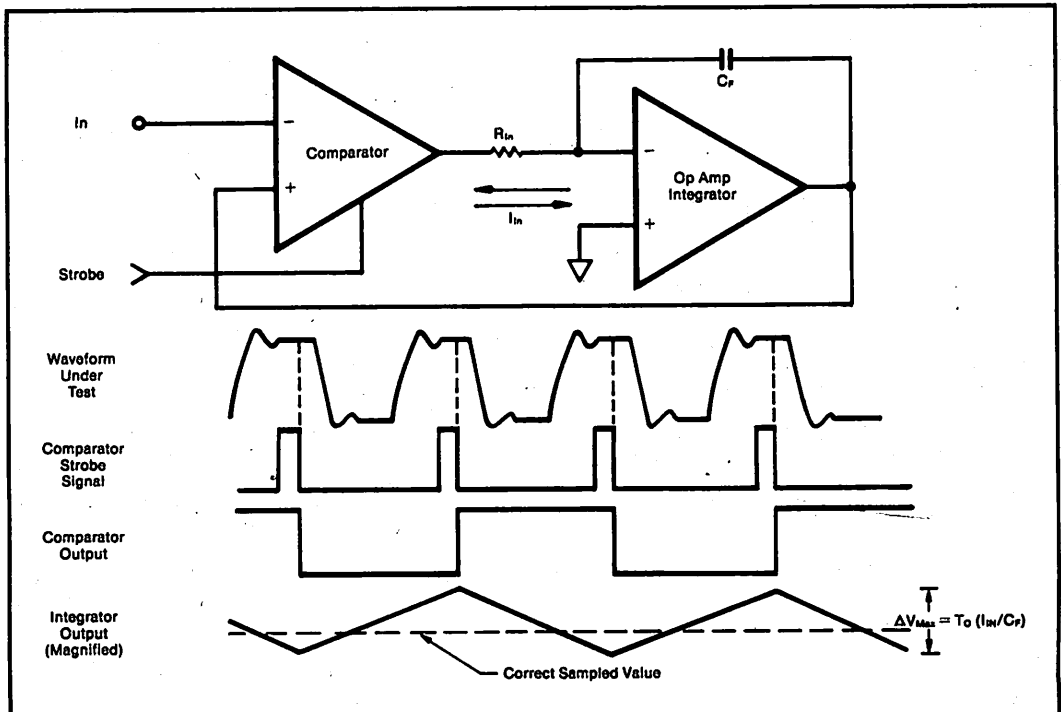 C_F
In
−
Comparator
+
R_In
I_In
−
Op Amp
Integrator
+
Strobe
Waveform
Under
Test
Comparator
Strobe
Signal
Comparator
Output
Integrator
Output
(Magnified)
ΔV_Max = T_O (I_IN/C_F)
Correct Sampled Value